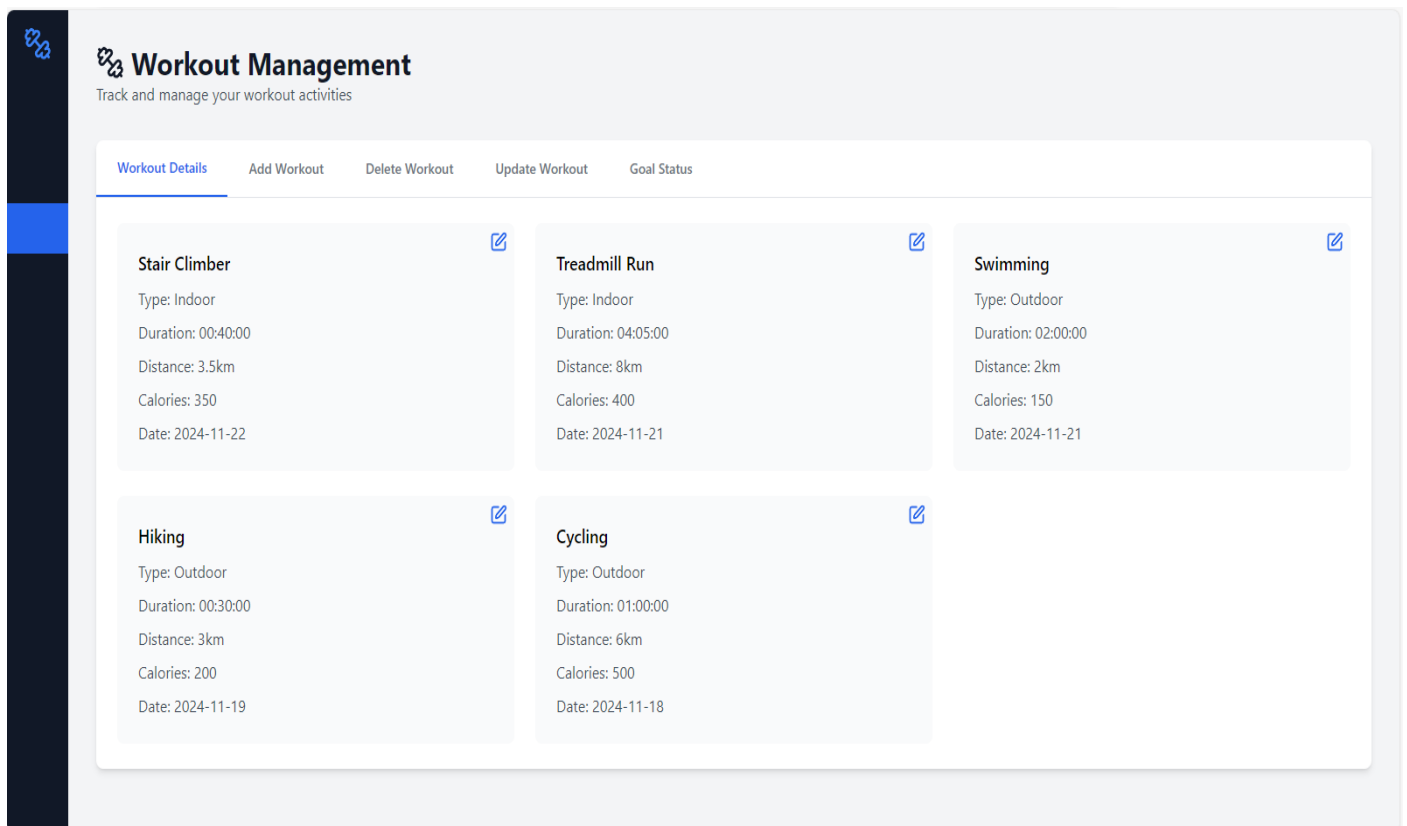 Workout Management
Track and manage your workout activities
Workout Details
Add Workout
Delete Workout
Update Workout
Goal Status
Stair Climber
Type: Indoor
Duration: 00:40:00
Distance: 3.5km
Calories: 350
Date: 2024-11-22
Treadmill Run
Type: Indoor
Duration: 04:05:00
Distance: 8km
Calories: 400
Date: 2024-11-21
Swimming
Type: Outdoor
Duration: 02:00:00
Distance: 2km
Calories: 150
Date: 2024-11-21
Hiking
Type: Outdoor
Duration: 00:30:00
Distance: 3km
Calories: 200
Date: 2024-11-19
Cycling
Type: Outdoor
Duration: 01:00:00
Distance: 6km
Calories: 500
Date: 2024-11-18